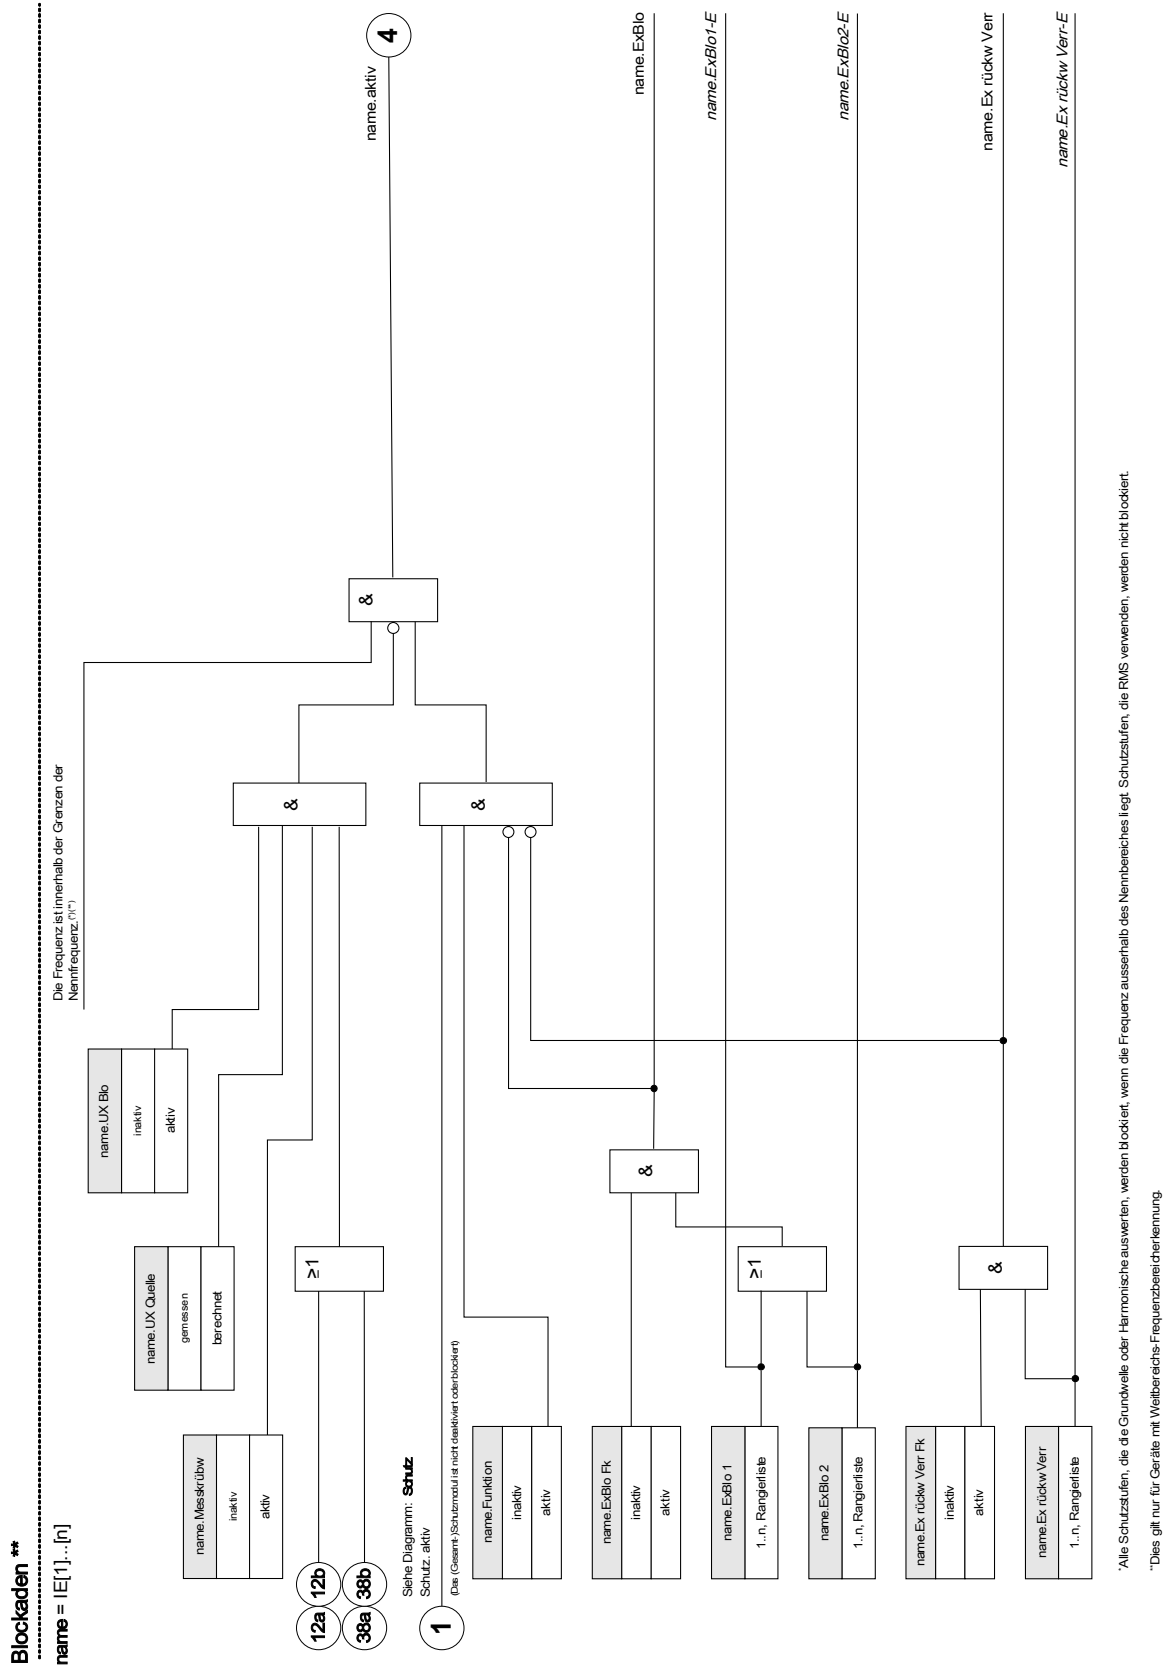 Blockaden **
name = IE[1]...[n]
Die Frequenz ist innerhalb der Grenzen der
Nennfrequenz.(*)(**)
name.UX Blo
inaktiv
aktiv
name.UX Quelle
gemessen
berechnet
name.Messkrübw
inaktiv
aktiv
12a
12b
38a
38b
≥1
&
&
name.aktiv
4
Siehe Diagramm: Schutz
Schutz. aktiv
(Das (Gesamt-)Schutzmodul ist nicht deaktiviert oder blockiert)
1
&
name.Funktion
inaktiv
aktiv
name.ExBlo Fk
inaktiv
aktiv
&
name.ExBlo
name.ExBlo 1
1..n, Rangierliste
≥1
name.ExBlo1-E
name.ExBlo 2
1..n, Rangierliste
name.ExBlo2-E
name.Ex rückw Verr Fk
inaktiv
aktiv
&
name.Ex rückw Verr
name.Ex rückw Verr
1..n, Rangierliste
name.Ex rückw Verr-E
*Alle Schutzstufen, die die Grundwelle oder Harmonische auswerten, werden blockiert, wenn die Frequenz ausserhalb des Nennbereiches liegt. Schutzstufen, die RMS verwenden, werden nicht blockiert.
**Dies gilt nur für Geräte mit Weitbereichs-Frequenzbereicherkennung.